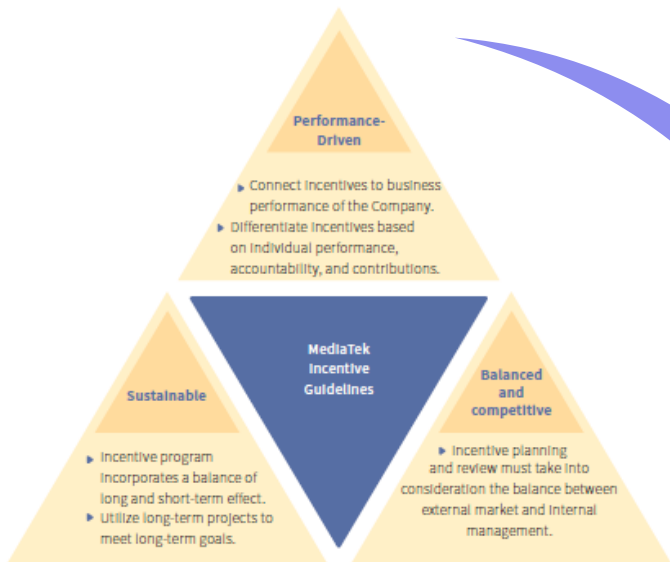 Performance-
Driven
Connect incentives to business
performance of the Company.
Differentiate incentives based
on individual performance,
accountability, and contributions.
MediaTek
Incentive
Guidelines
Sustainable
Incentive program
incorporates a balance of
long and short-term effect.
Utilize long-term projects to
meet long-term goals.
Balanced
and
competitive
Incentive planning
and review must take into
consideration the balance between
external market and internal
management.